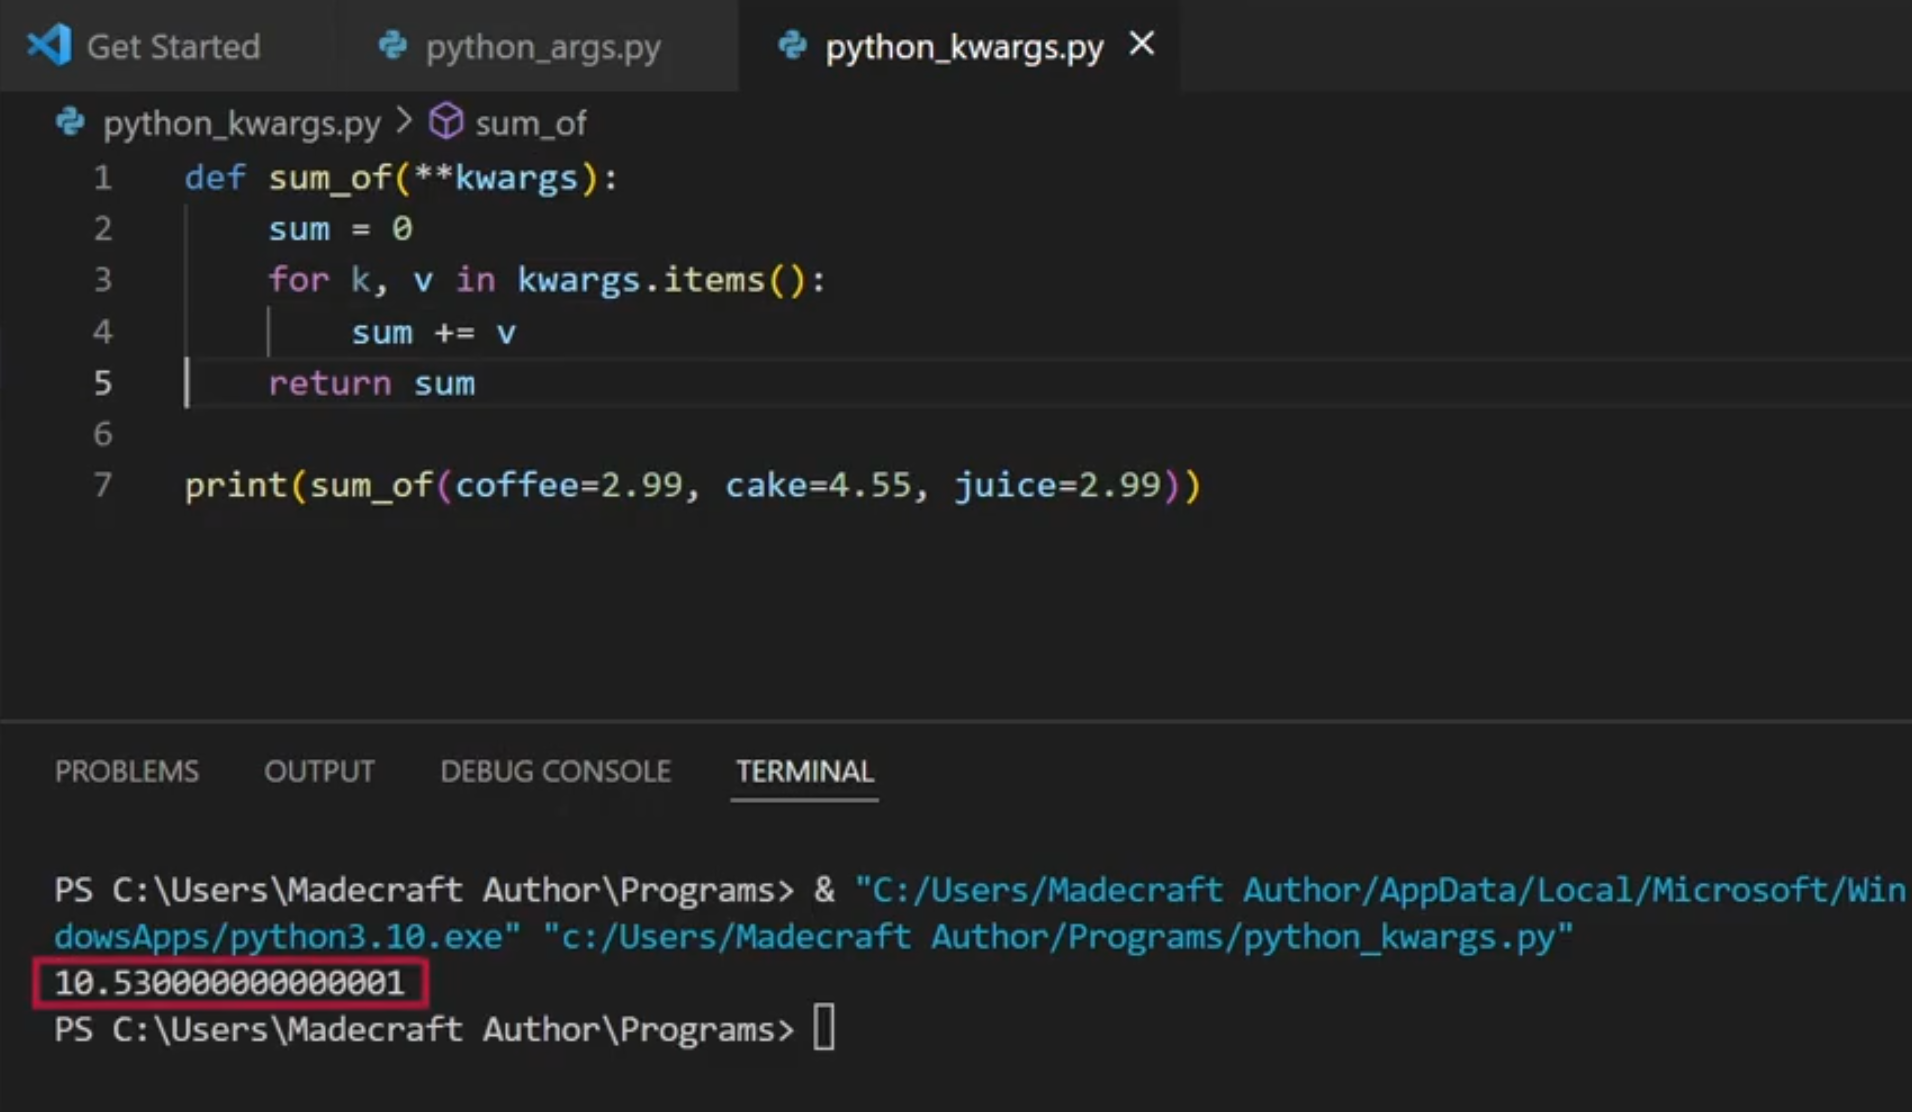 Get Started python_args.py python_kwargs.py
python_kwargs.py > sum_of
1 def sum_of(**kwargs):
2     sum = 0
3     for k, v in kwargs.items():
4         sum += v
5     return sum
6
7 print(sum_of(coffee=2.99, cake=4.55, juice=2.99))
PROBLEMS OUTPUT DEBUG CONSOLE TERMINAL
PS C:\Users\Madecraft Author\Programs> & "C:/Users/Madecraft Author/AppData/Local/Microsoft/Win
dowsApps/python3.10.exe" "c:/Users/Madecraft Author/Programs/python_kwargs.py"
10.530000000000001
PS C:\Users\Madecraft Author\Programs>